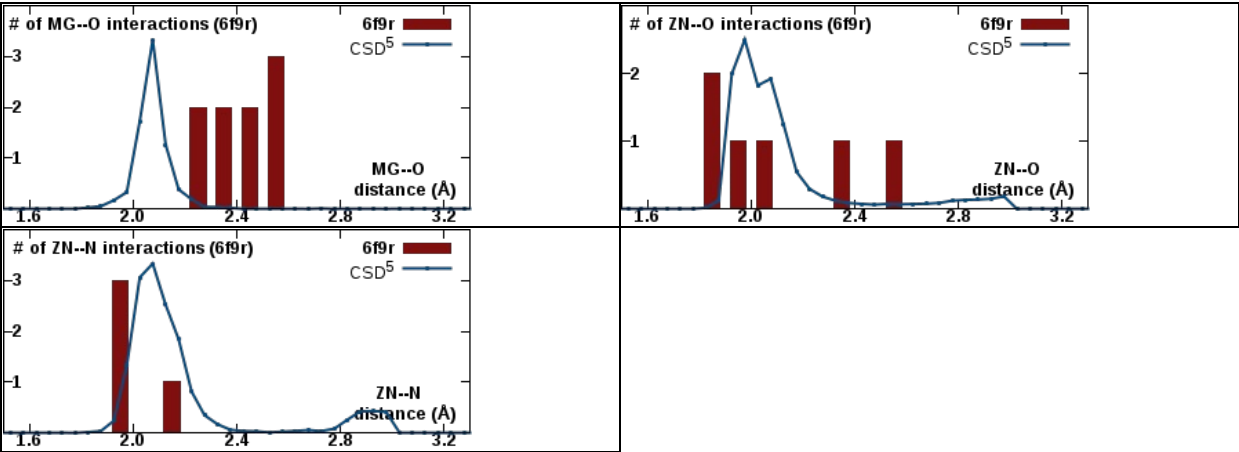 # of MG--O interactions (6f9r)
6f9r
CSD5
3
2
1
MG--O
distance (Å)
1.6 2.0 2.4 2.8 3.2
# of ZN--O interactions (6f9r)
6f9r
CSD5
2
1
ZN--O
distance (Å)
1.6 2.0 2.4 2.8 3.2
# of ZN--N interactions (6f9r)
6f9r
CSD5
3
2
1
ZN--N
distance (Å)
1.6 2.0 2.4 2.8 3.2